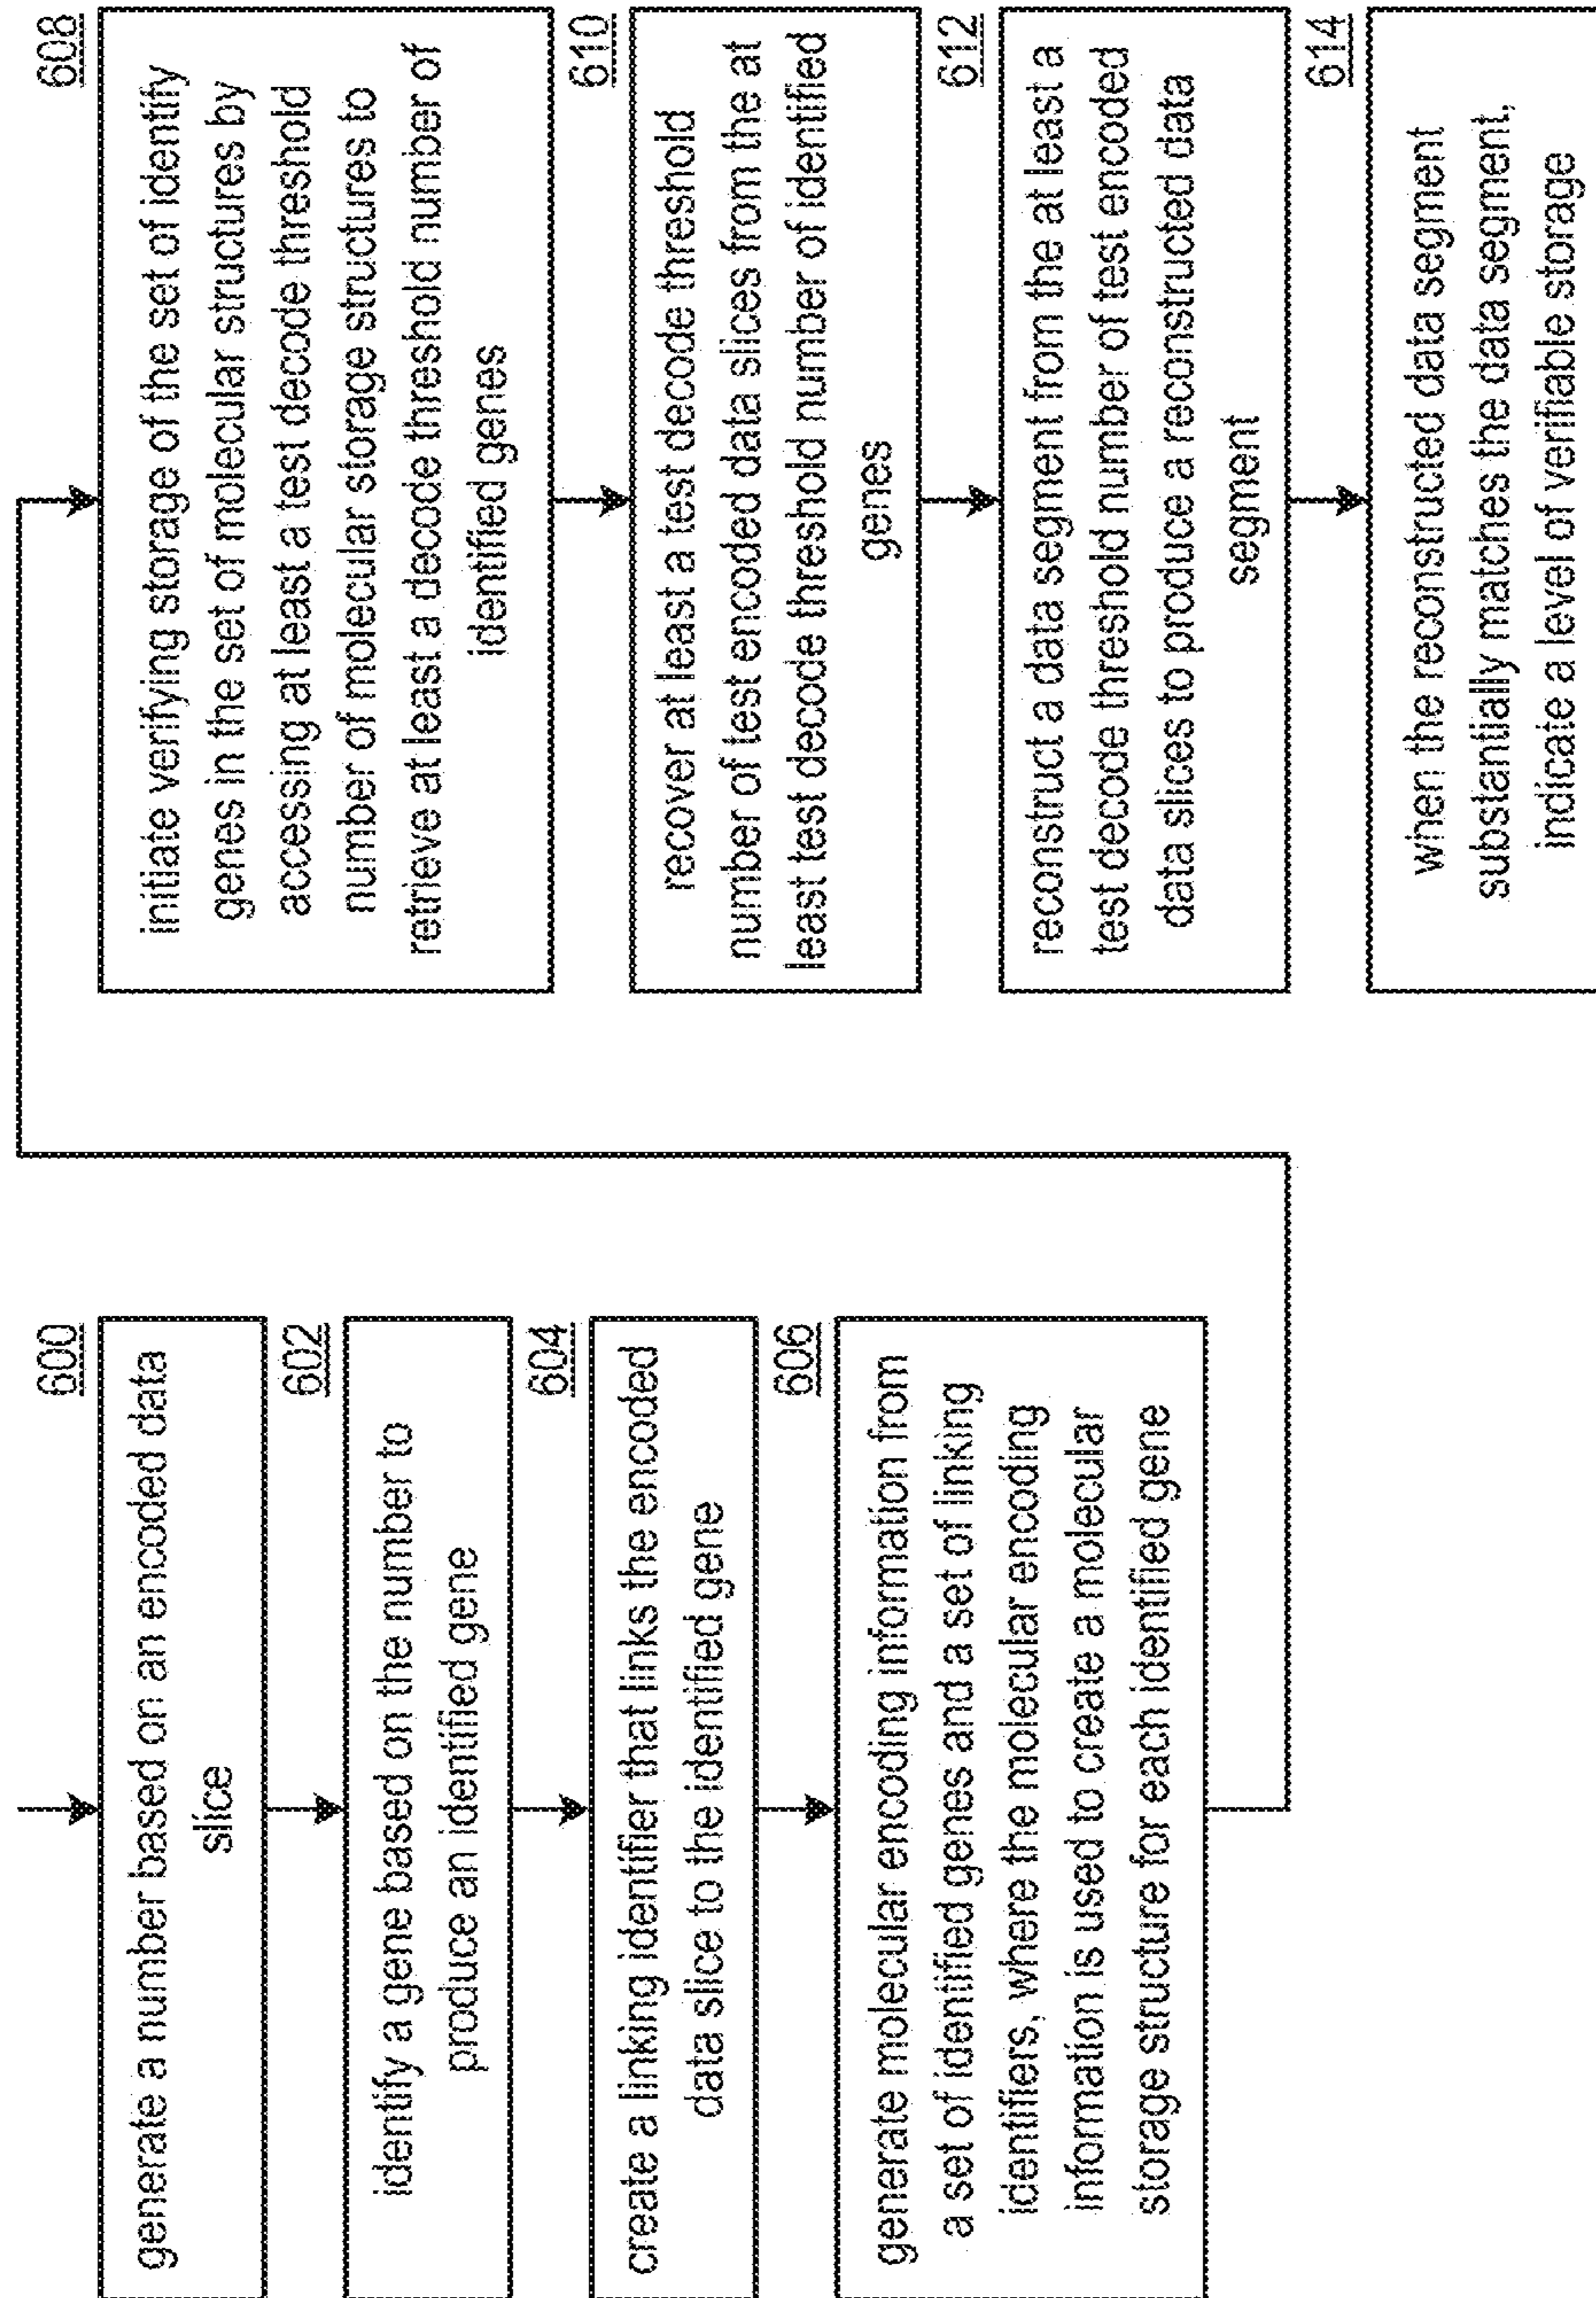 600
generate a number based on an encoded data
slice
602
identify a gene based on the number to
produce an identified gene
604
create a linking identifier that links the encoded
data slice to the identified gene
606
generate molecular encoding information from
a set of identified genes and a set of linking
identifiers, where the molecular encoding
information is used to create a molecular
storage structure for each identified gene
608
initiate verifying storage of the set of identify
genes in the set of molecular structures by
accessing at least a test decode threshold
number of molecular storage structures to
retrieve at least a decode threshold number of
identified genes
610
recover at least a test decode threshold
number of test encoded data slices from the at
least test decode threshold number of identified
genes
612
reconstruct a data segment from the at least a
test decode threshold number of test encoded
data slices to produce a reconstructed data
segment
614
when the reconstructed data segment
substantially matches the data segment,
indicate a level of verifiable storage